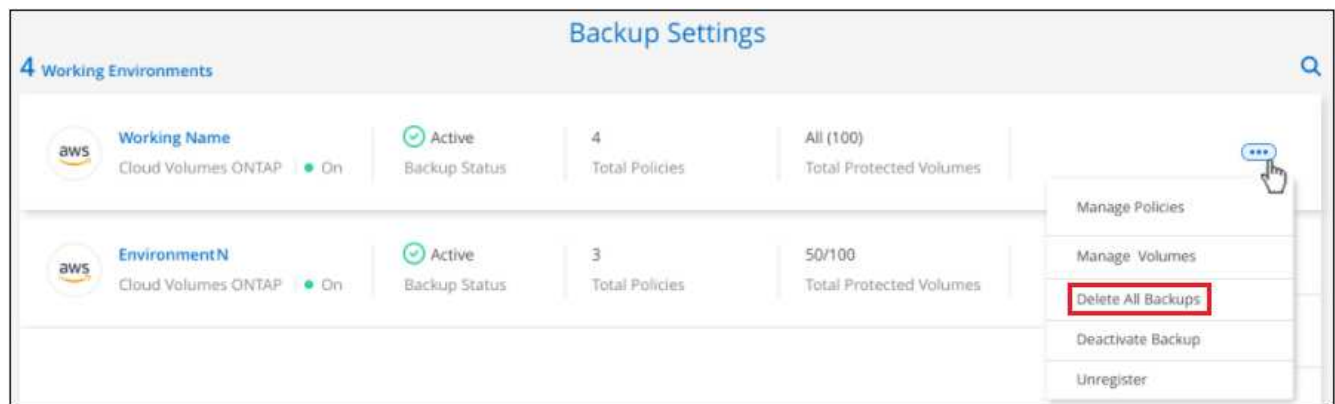 Backup Settings
4 Working Environments
aws
Working Name
Cloud Volumes ONTAP
On
Active
Backup Status
4
Total Policies
All (100)
Total Protected Volumes
Manage Policies
Manage Volumes
Delete All Backups
Deactivate Backup
Unregister
aws
EnvironmentN
Cloud Volumes ONTAP
On
Active
Backup Status
3
Total Policies
50/100
Total Protected Volumes